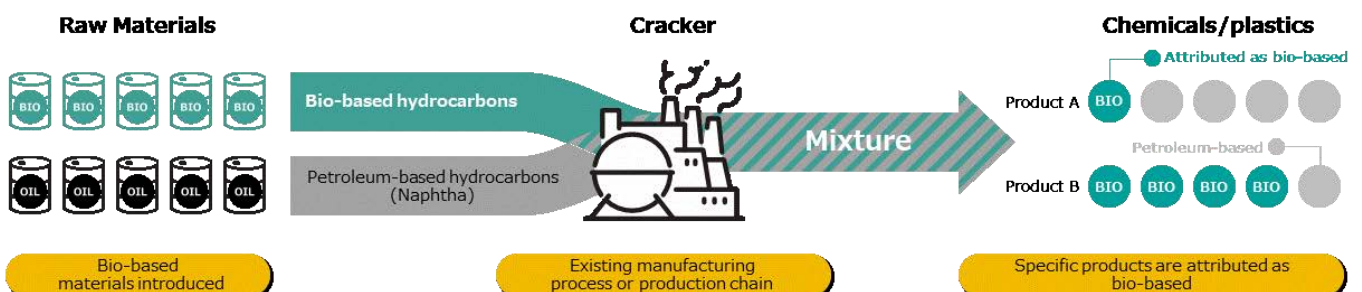 Raw Materials
Cracker
Chemicals/plastics
Attributed as bio-based
BIO BIO BIO BIO BIO
Bio-based hydrocarbons
Product A BIO
Mixture
Petroleum-based
OIL OIL OIL OIL OIL
Petroleum-based hydrocarbons
(Naphtha)
Product B BIO BIO BIO BIO
Bio-based
materials introduced
Existing manufacturing
process or production chain
Specific products are attributed as
bio-based